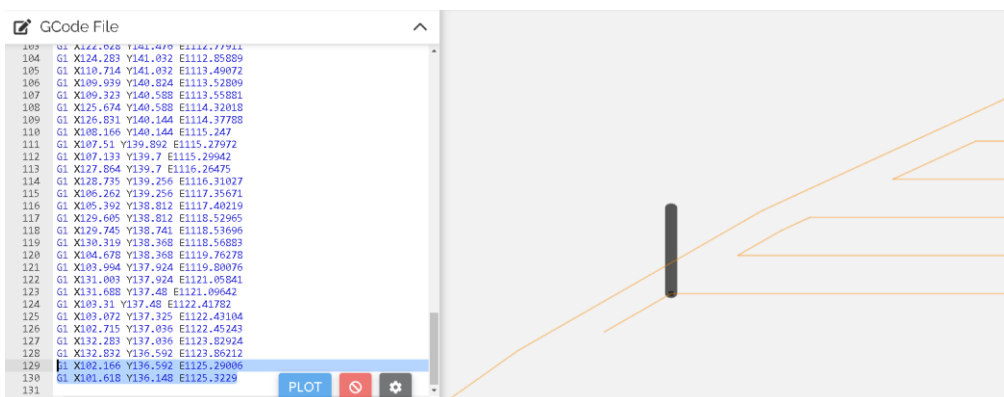 GCode File
103 G1 X122.028 Y141.476 E1112.77911
104 G1 X124.283 Y141.032 E1112.85889
105 G1 X110.714 Y141.032 E1113.49072
106 G1 X109.939 Y140.824 E1113.52809
107 G1 X109.323 Y140.588 E1113.55881
108 G1 X125.674 Y140.588 E1114.32018
109 G1 X126.831 Y140.144 E1114.37788
110 G1 X108.166 Y140.144 E1115.247
111 G1 X107.51 Y139.892 E1115.27972
112 G1 X107.133 Y139.7 E1115.29942
113 G1 X127.864 Y139.7 E1116.26475
114 G1 X128.735 Y139.256 E1116.31027
115 G1 X106.262 Y139.256 E1117.35671
116 G1 X105.392 Y138.812 E1117.40219
117 G1 X129.605 Y138.812 E1118.52965
118 G1 X129.745 Y138.741 E1118.53696
119 G1 X130.319 Y138.368 E1118.56883
120 G1 X104.678 Y138.368 E1119.76278
121 G1 X103.994 Y137.924 E1119.80076
122 G1 X131.003 Y137.924 E1121.05841
123 G1 X131.688 Y137.48 E1121.09642
124 G1 X103.31 Y137.48 E1122.41782
125 G1 X103.072 Y137.325 E1122.43104
126 G1 X102.715 Y137.036 E1122.45243
127 G1 X132.283 Y137.036 E1123.82924
128 G1 X132.832 Y136.592 E1123.86212
129 G1 X102.166 Y136.592 E1125.29006
130 G1 X101.618 Y136.148 E1125.3229
131
PLOT